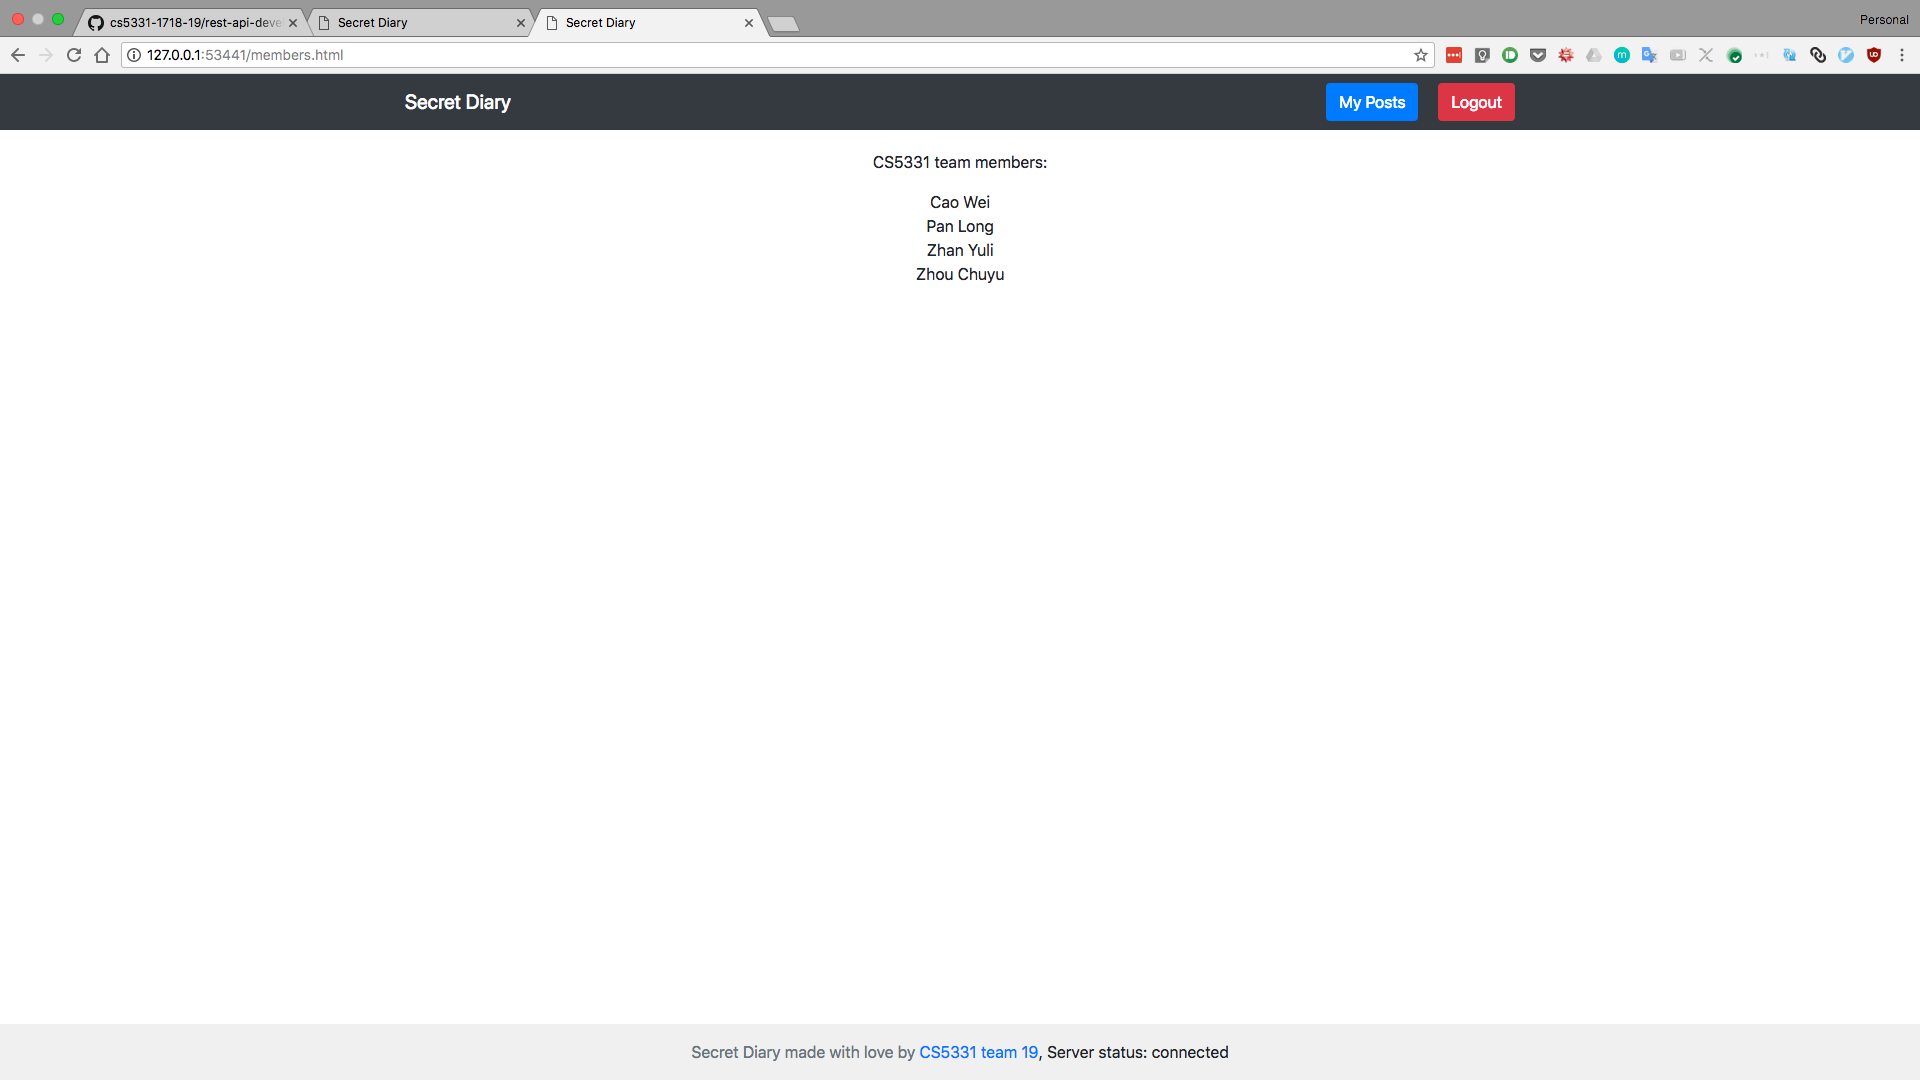 cs5331-1718-19/rest-api-deve
Secret Diary
Secret Diary
Personal
127.0.0.1:53441/members.html
Secret Diary
My Posts
Logout
CS5331 team members:
Cao Wei
Pan Long
Zhan Yuli
Zhou Chuyu
Secret Diary made with love by CS5331 team 19, Server status: connected